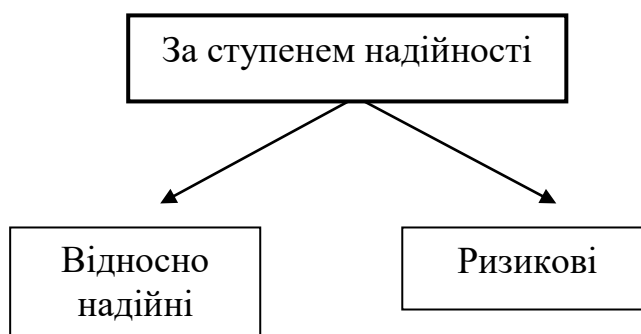 За ступенем надійності
Відносно
надійні
Ризикові